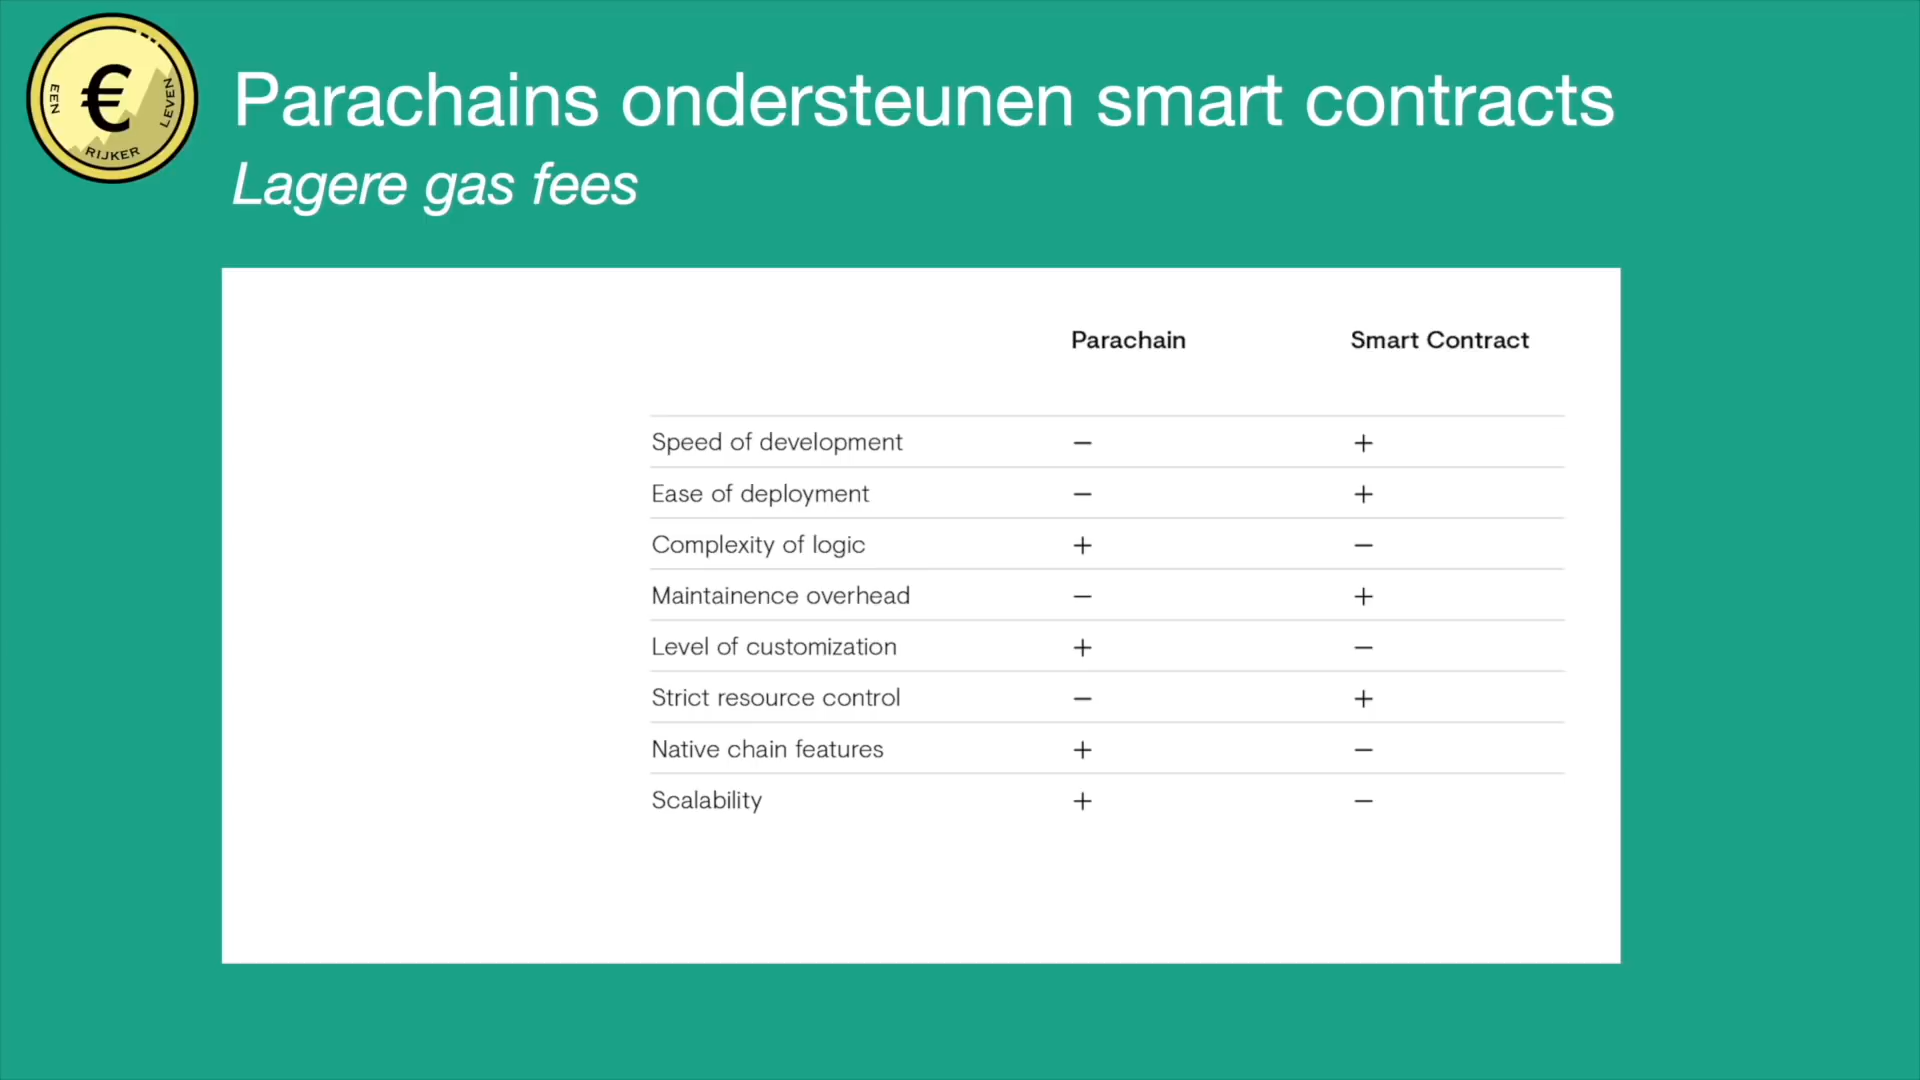 €
EEN
RIJKER
LEVEN
Parachains ondersteunen smart contracts
Lagere gas fees
Parachain Smart Contract
Speed of development − +
Ease of deployment − +
Complexity of logic + −
Maintainence overhead − +
Level of customization + −
Strict resource control − +
Native chain features + −
Scalability + −